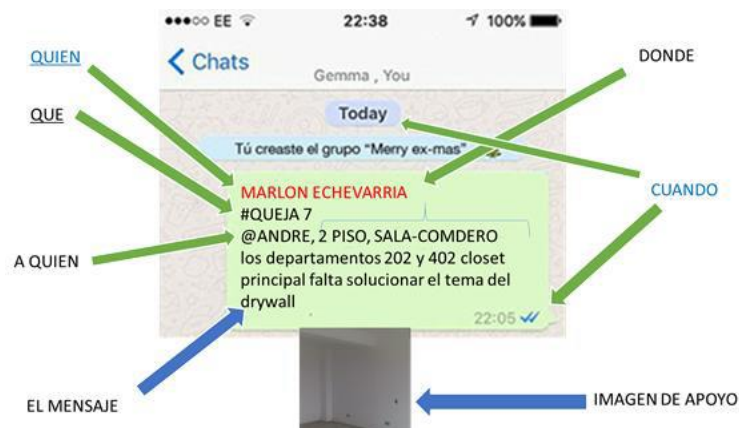 EE 22:38 100%
Chats
Gemma , You
Today
Tú creaste el grupo "Merry ex-mas"
QUIEN
DONDE
QUE
CUANDO
MARLON ECHEVARRIA
#QUEJA 7
@ANDRE, 2 PISO, SALA-COMDERO
los departamentos 202 y 402 closet
principal falta solucionar el tema del
drywall
22:05
A QUIEN
EL MENSAJE
IMAGEN DE APOYO